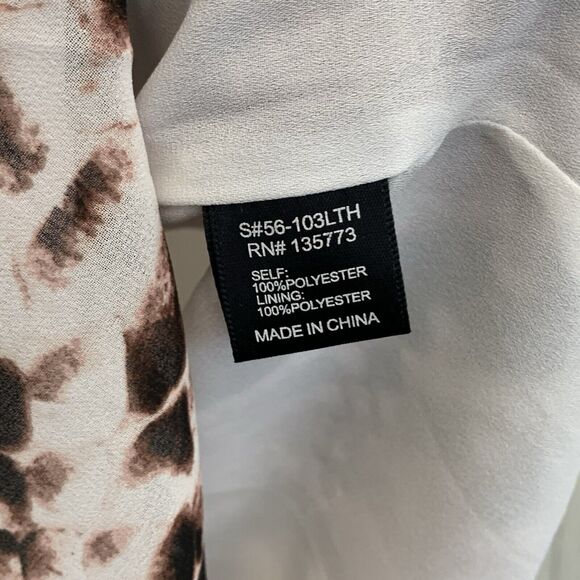 S#56-103LTH
RN# 135773
SELF:
100%POLYESTER
LINING:
100%POLYESTER
MADE IN CHINA